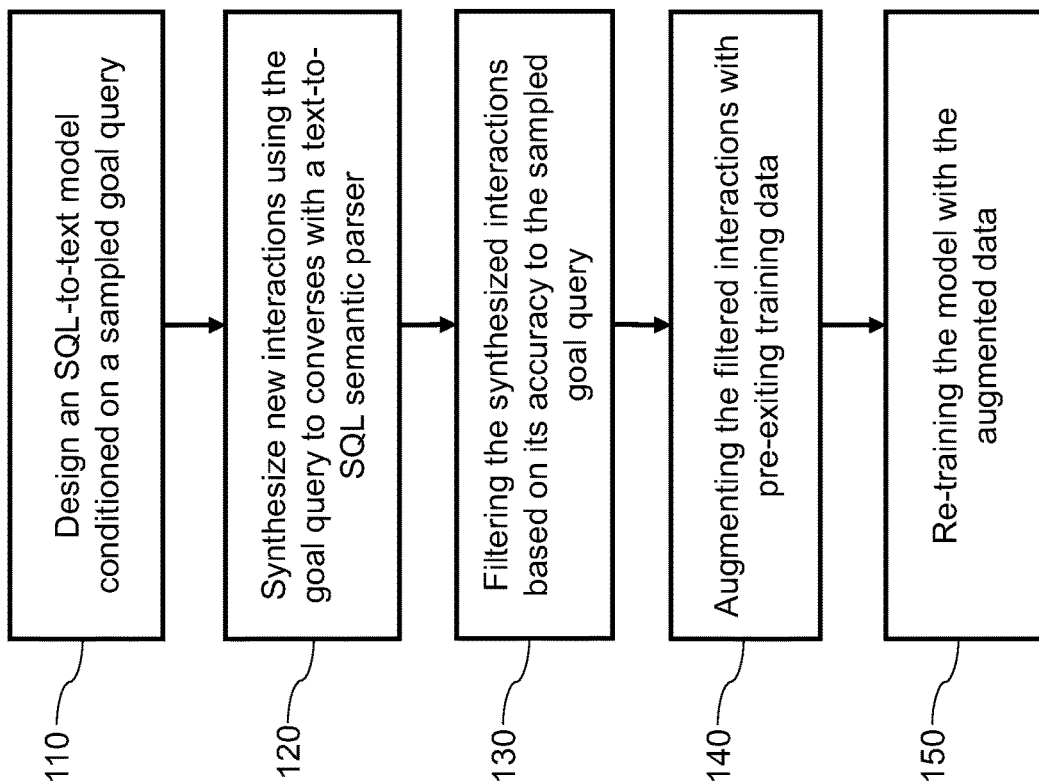 110
Design an SQL-to-text model
conditioned on a sampled goal query
120
Synthesize new interactions using the
goal query to converses with a text-to-
SQL semantic parser
130
Filtering the synthesized interactions
based on its accuracy to the sampled
goal query
140
Augmenting the filtered interactions with
pre-exiting training data
150
Re-training the model with the
augmented data